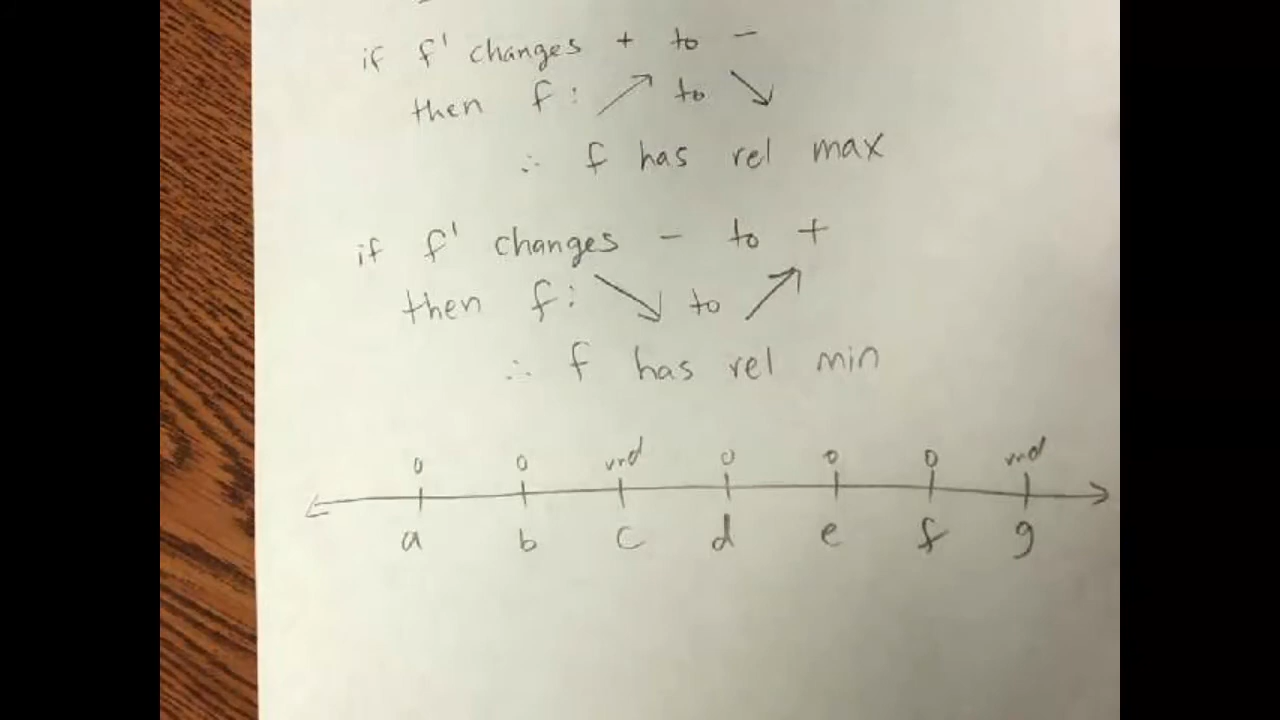 if f' changes + to -
then f: ↗ to ↘
∴ f has rel max
if f' changes - to +
then f: ↘ to ↗
∴ f has rel min
0 0 und 0 0 0 und
a b c d e f g